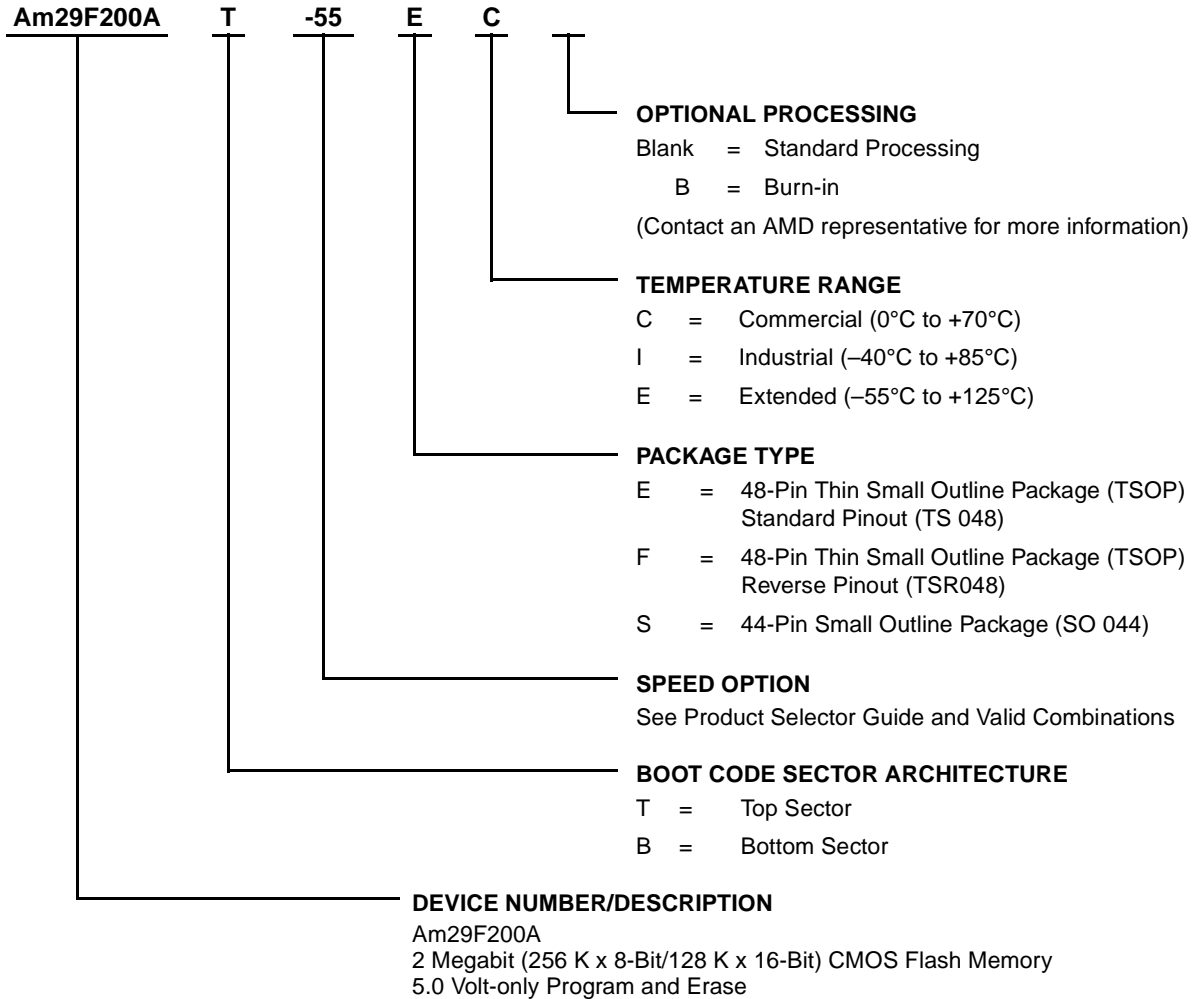 Am29F200A T -55 E C
OPTIONAL PROCESSING
Blank = Standard Processing
B = Burn-in
(Contact an AMD representative for more information)
TEMPERATURE RANGE
C = Commercial (0°C to +70°C)
I = Industrial (–40°C to +85°C)
E = Extended (–55°C to +125°C)
PACKAGE TYPE
E = 48-Pin Thin Small Outline Package (TSOP)
Standard Pinout (TS 048)
F = 48-Pin Thin Small Outline Package (TSOP)
Reverse Pinout (TSR048)
S = 44-Pin Small Outline Package (SO 044)
SPEED OPTION
See Product Selector Guide and Valid Combinations
BOOT CODE SECTOR ARCHITECTURE
T = Top Sector
B = Bottom Sector
DEVICE NUMBER/DESCRIPTION
Am29F200A
2 Megabit (256 K x 8-Bit/128 K x 16-Bit) CMOS Flash Memory
5.0 Volt-only Program and Erase